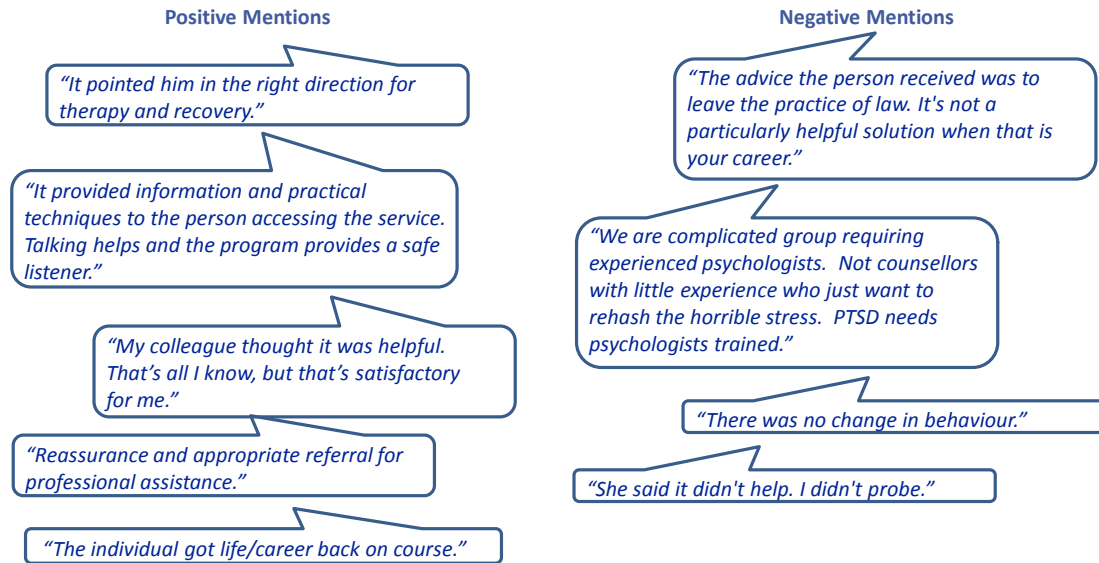 Positive Mentions
“It pointed him in the right direction for
therapy and recovery.”
“It provided information and practical
techniques to the person accessing the service.
Talking helps and the program provides a safe
listener.”
“My colleague thought it was helpful.
That’s all I know, but that’s satisfactory
for me.”
“Reassurance and appropriate referral for
professional assistance.”
“The individual got life/career back on course.”
Negative Mentions
“The advice the person received was to
leave the practice of law. It's not a
particularly helpful solution when that is
your career.”
“We are complicated group requiring
experienced psychologists.  Not counsellors
with little experience who just want to
rehash the horrible stress.  PTSD needs
psychologists trained.”
“There was no change in behaviour.”
“She said it didn't help. I didn't probe.”